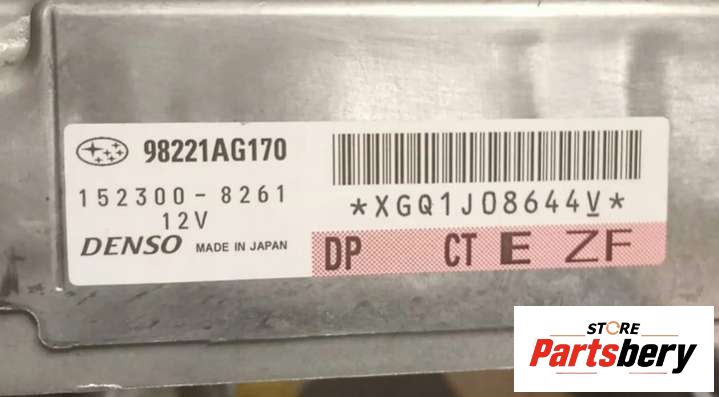 98221AG170
152300-8261
12V
DENSO MADE IN JAPAN
*XGQ1J08644V*
DP CT E ZF
STORE
Partsbery